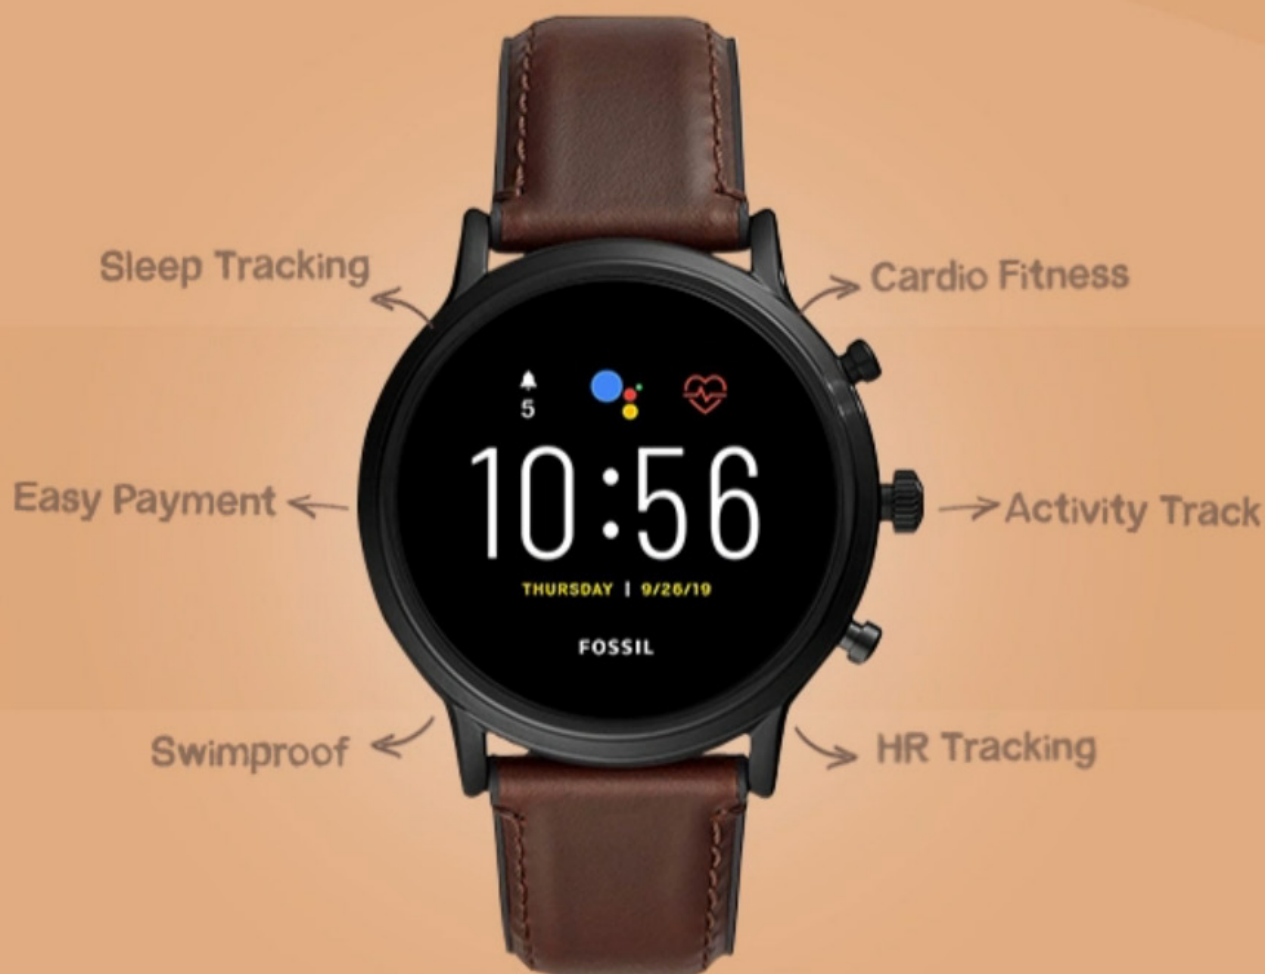 Sleep Tracking
Cardio Fitness
5
10:56
Easy Payment
Activity Track
THURSDAY | 9/26/19
FOSSIL
Swimproof
HR Tracking